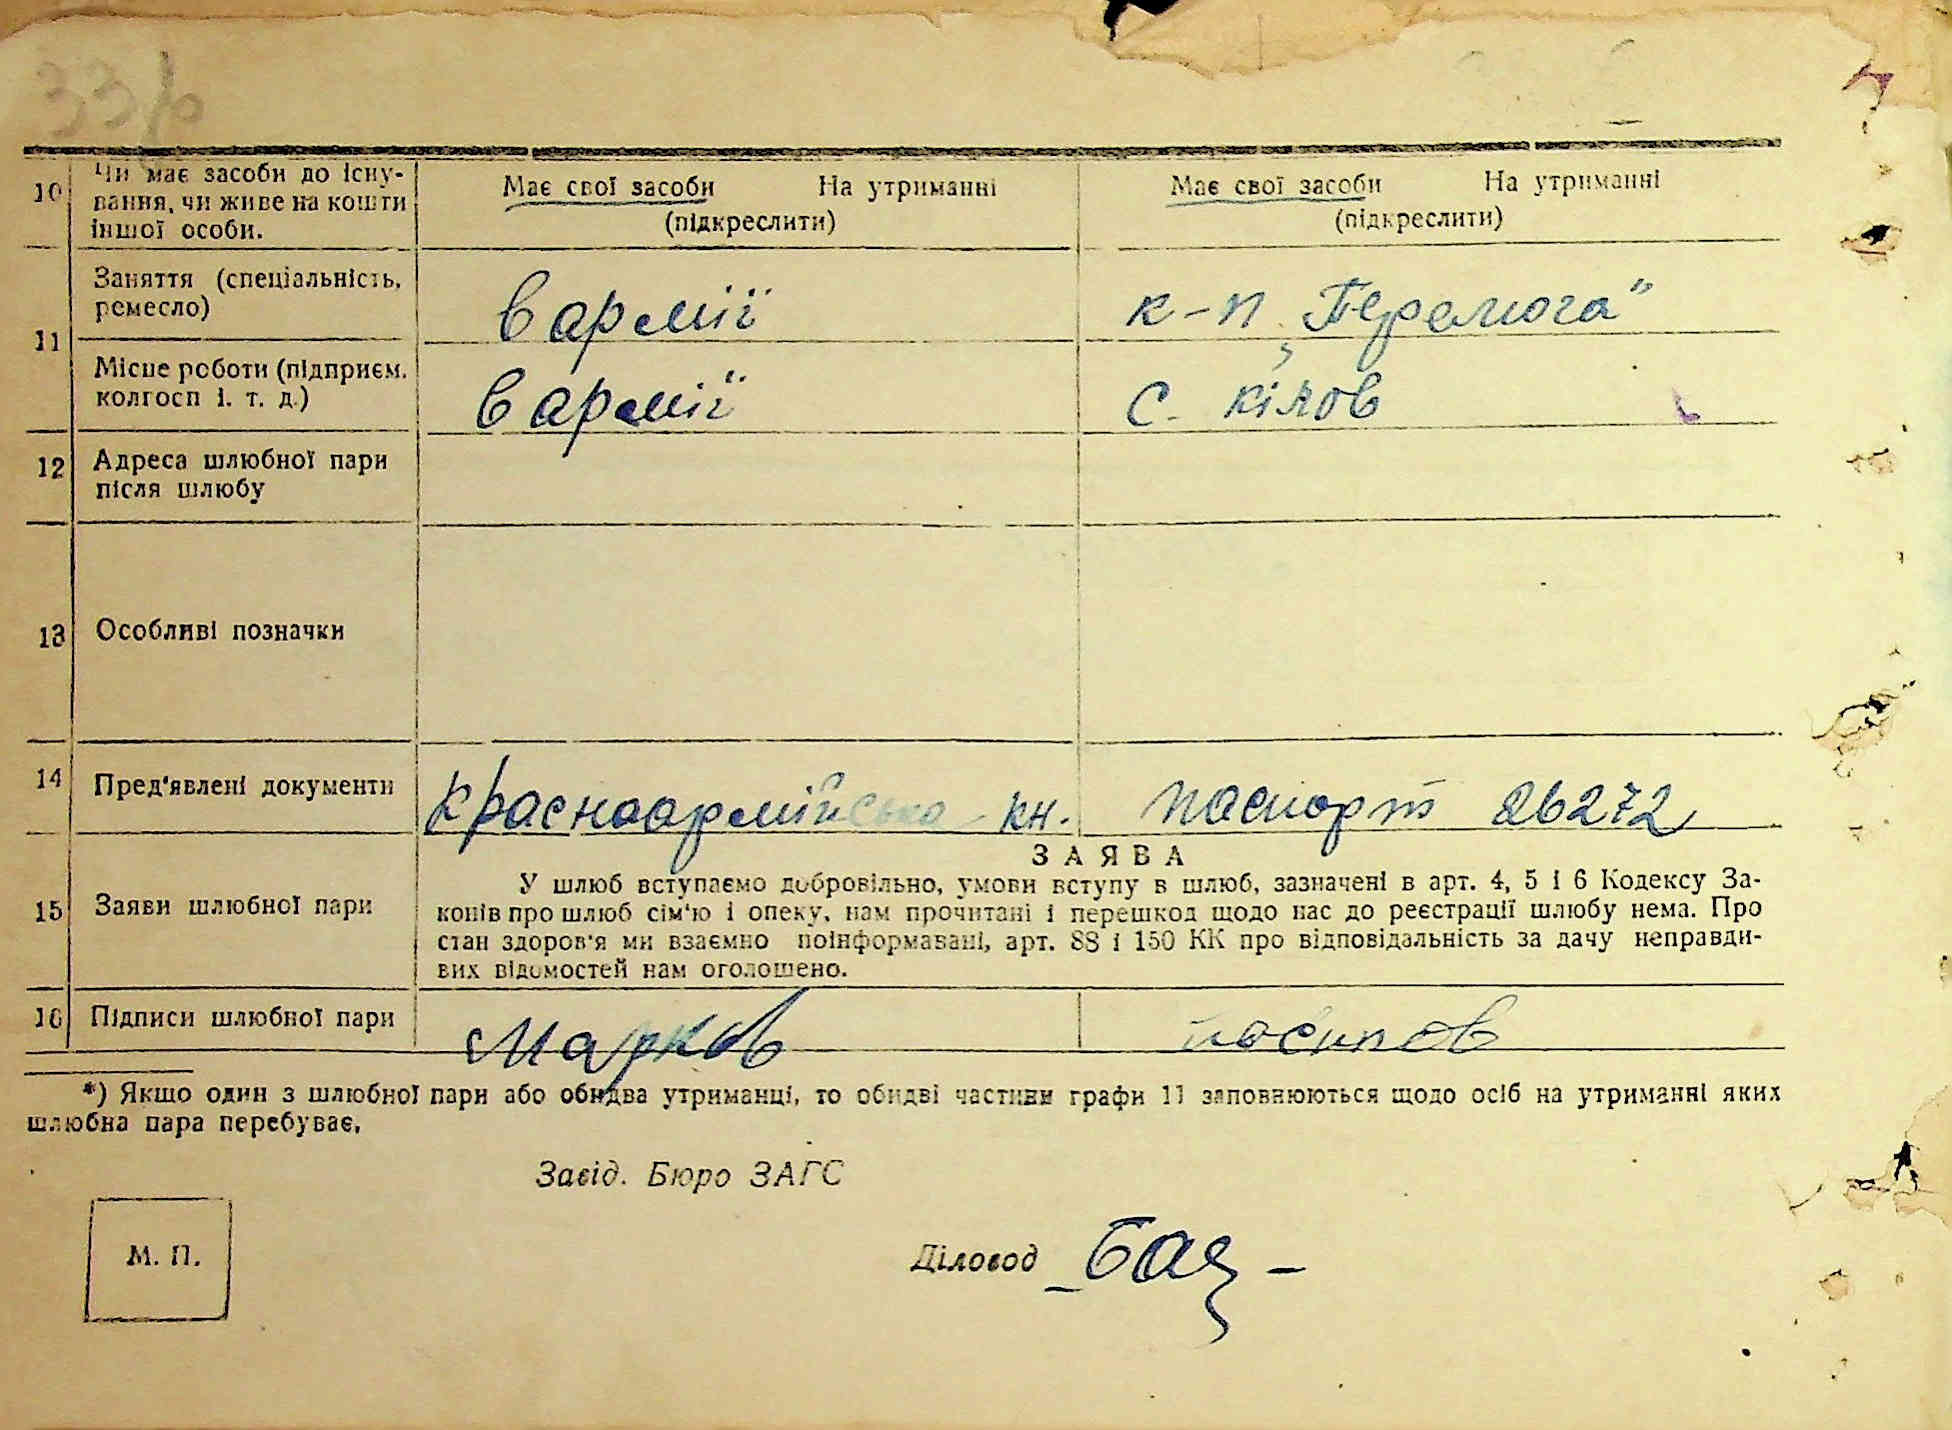 33
10 Чи має засоби до існу-
вання, чи живе на кошти
іншої особи.
Має свої засоби На утриманні
(підкреслити)
Має свої засоби На утриманні
(підкреслити)
11 Заняття (спеціальність,
ремесло)
в армії
к-п „Перемога"
Місце роботи (підприєм.
колгосп і. т. д.)
в армії
с. кілов
12 Адреса шлюбної пари
після шлюбу
13 Особливі позначки
14 Пред'явлені документи
красноармійська кн.
паспорт 26272
ЗАЯВА
15 Заяви шлюбної пари
У шлюб вступаємо добровільно, умови вступу в шлюб, зазначені в арт. 4, 5 і 6 Кодексу За-
конів про шлюб сім'ю і опеку, нам прочитані і перешкод щодо нас до реєстрації шлюбу нема. Про
стан здоров'я ми взаємно поінформавані, арт. 88 і 150 КК про відповідальність за дачу неправди-
вих відомостей нам оголошено.
16 Підписи шлюбної пари
Марков
*) Якщо один з шлюбної пари або обидва утриманці, то обидві частини графи 11 заповнюються щодо осіб на утриманні яких
шлюбна пара перебуває.
Завід. Бюро ЗАГС
М. П.
Діловод